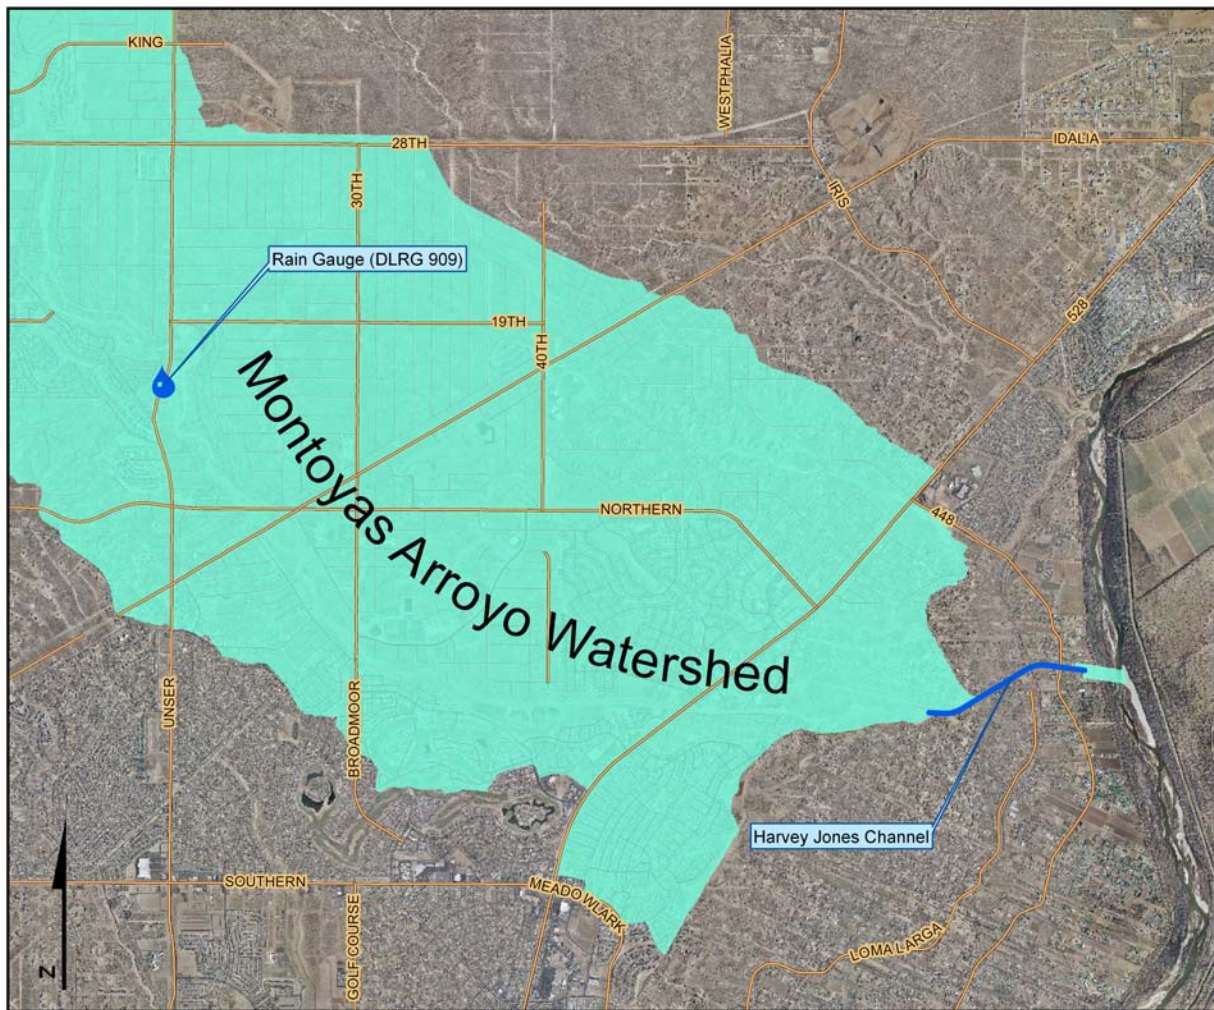 KING
WESTPHALIA
28TH
IDALIA
30TH
IRIS
Rain Gauge (DLRG 909)
528
19TH
40TH
Montoyas Arroyo Watershed
NORTHERN
448
UNSER
BROADMOOR
Harvey Jones Channel
SOUTHERN
MEADO WLARK
GOLF COURSE
LOMA LARGA
N